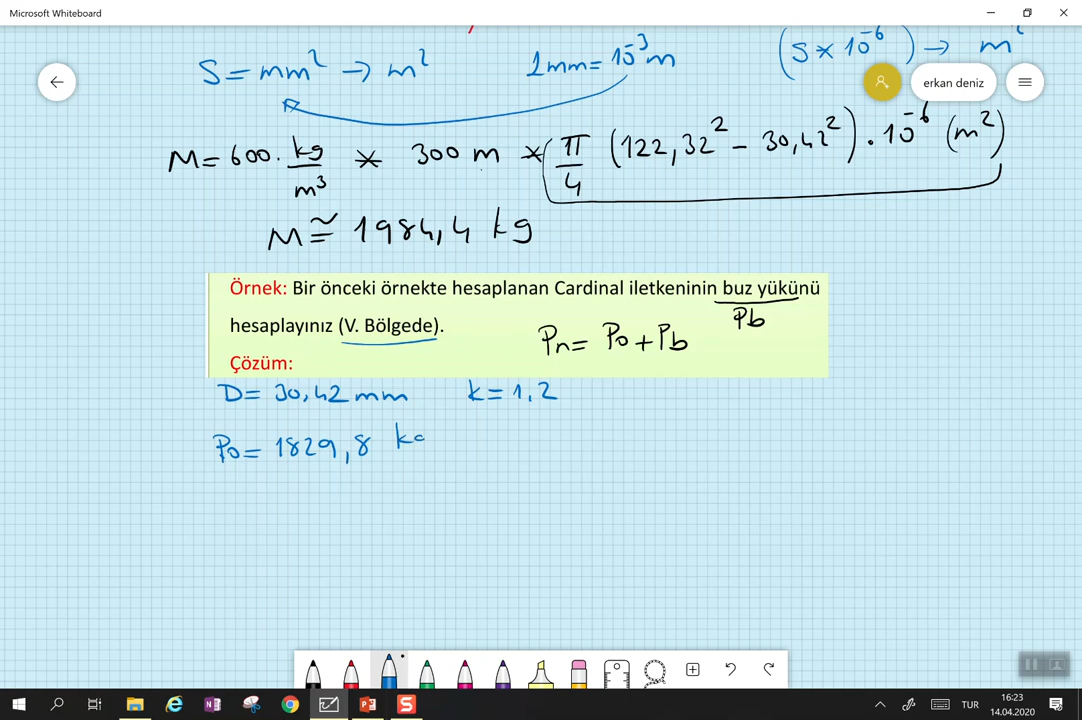 Microsoft Whiteboard
S = mm² → m² 1mm = 10⁻³ m (S * 10⁻⁶) → m²
erkan deniz
M = 600 . kg/m³ * 300 m * π/4 (122,32² - 30,42²) . 10⁻⁶ (m²)
M ≅ 1984,4 kg
Örnek: Bir önceki örnekte hesaplanan Cardinal iletkeninin buz yükünü
Pb
hesaplayınız (V. Bölgede).
Pn = Po + Pb
Çözüm:
D = 30,42 mm k = 1,2
Po = 1829,8
TUR
16:23
14.04.2020